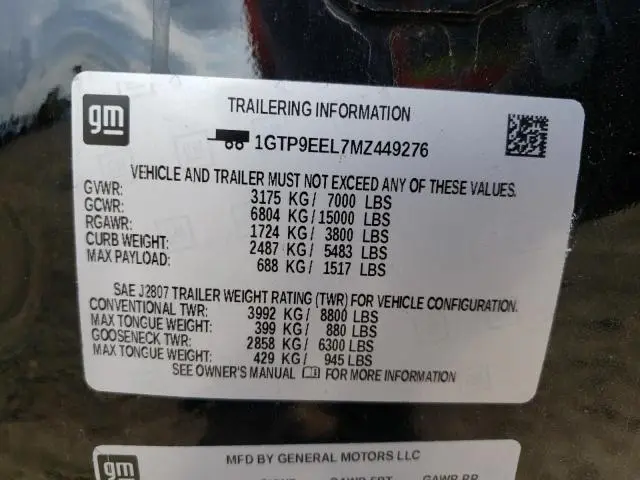 gm
TRAILERING INFORMATION
1GTP9EEL7MZ449276
VEHICLE AND TRAILER MUST NOT EXCEED ANY OF THESE VALUES.
GVWR: 3175 KG/ 7000 LBS
GCWR: 6804 KG/15000 LBS
RGAWR: 1724 KG/ 3800 LBS
CURB WEIGHT: 2487 KG/ 5483 LBS
MAX PAYLOAD: 688 KG/ 1517 LBS
SAE J2807 TRAILER WEIGHT RATING (TWR) FOR VEHICLE CONFIGURATION.
CONVENTIONAL TWR: 3992 KG/ 8800 LBS
MAX TONGUE WEIGHT: 399 KG/ 880 LBS
GOOSENECK TWR: 2858 KG/ 6300 LBS
MAX TONGUE WEIGHT: 429 KG/ 945 LBS
SEE OWNER'S MANUAL FOR MORE INFORMATION
gm
MFD BY GENERAL MOTORS LLC
GAWR FRT GAWR RR